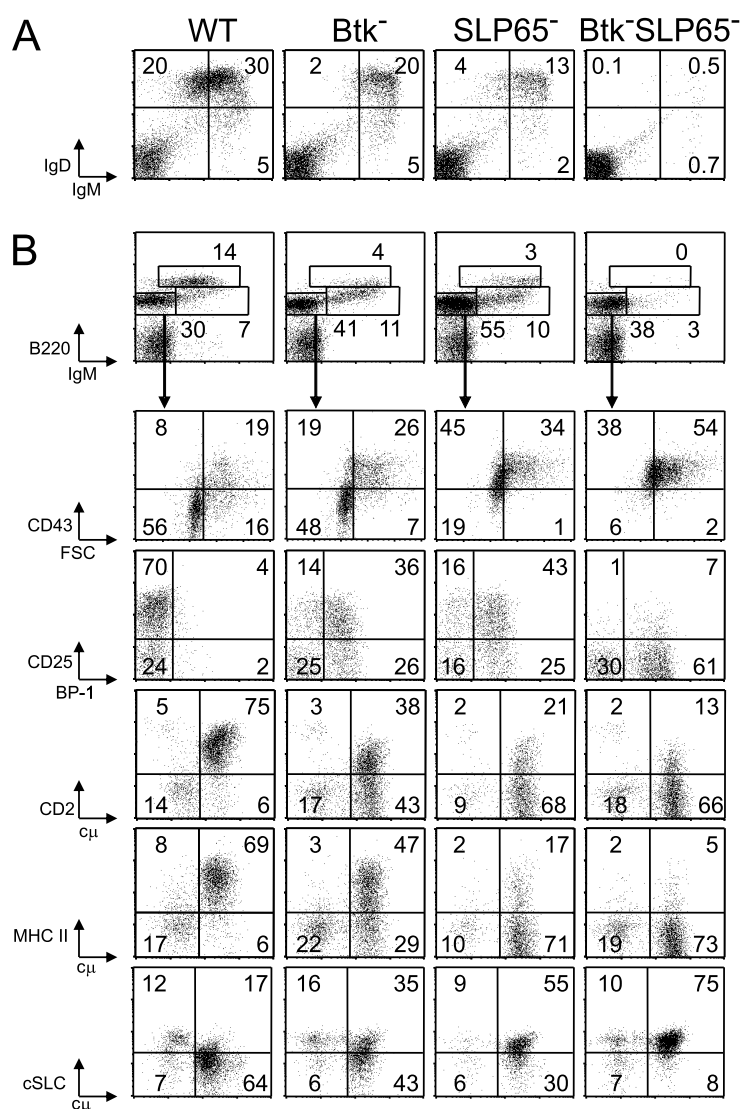 A
WT Btk- SLP65- Btk-SLP65-
20 30 2 20 4 13 0.1 0.5
5 5 2 0.7
IgD
IgM
B
14 4 3 0
30 7 41 11 55 10 38 3
B220
IgM
8 19 19 26 45 34 38 54
56 16 48 7 19 1 6 2
CD43
FSC
70 4 14 36 16 43 1 7
24 2 25 26 16 25 30 61
CD25
BP-1
5 75 3 38 2 21 2 13
14 6 17 43 9 68 18 66
CD2
cμ
8 69 3 47 2 17 2 5
17 6 22 29 10 71 19 73
MHC II
cμ
12 17 16 35 9 55 10 75
7 64 6 43 6 30 7 8
cSLC
cμ